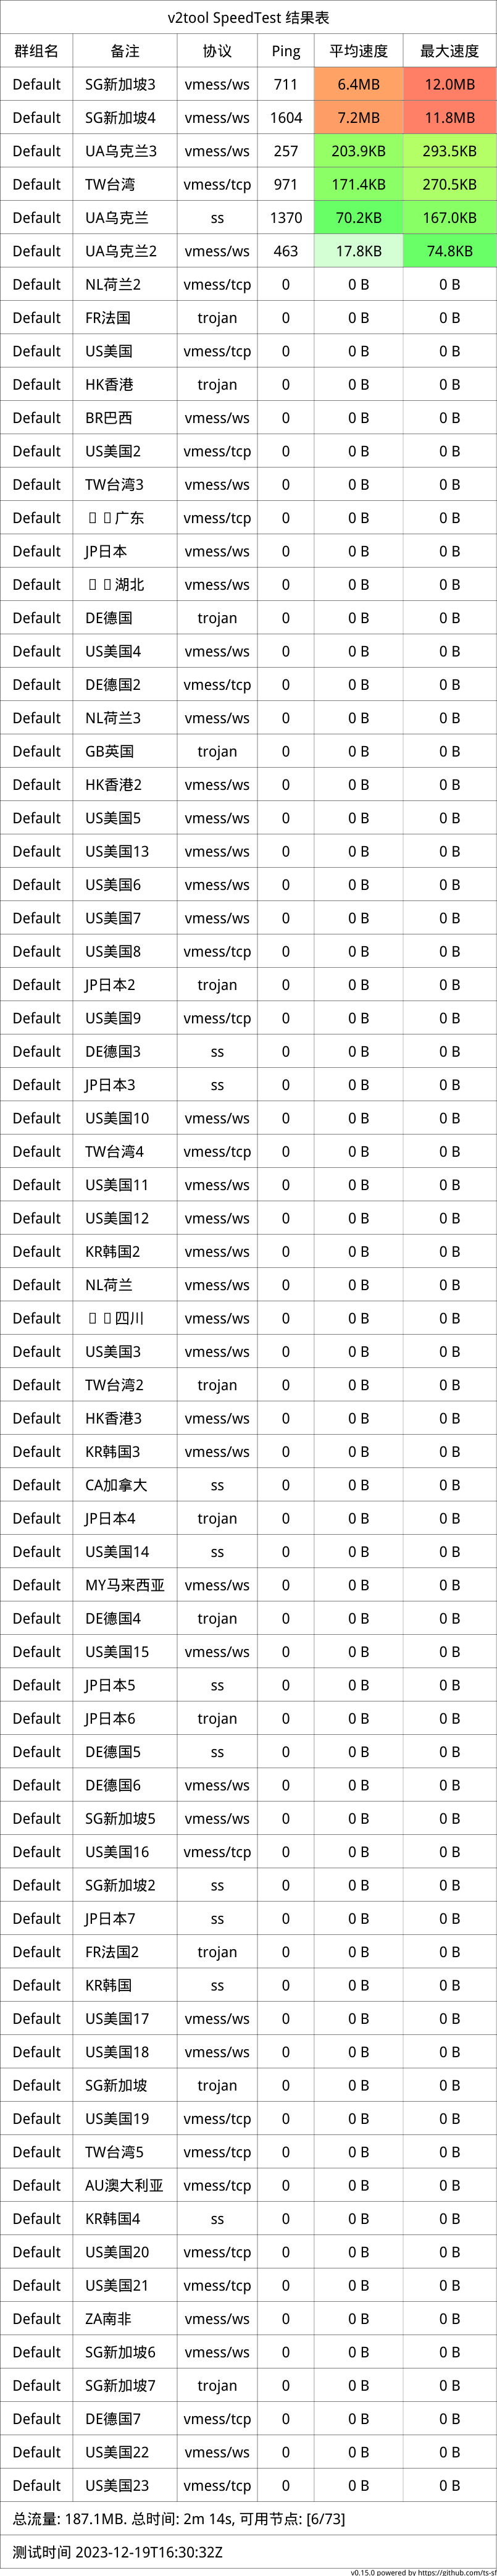 v2tool SpeedTest 结果表
群组名 备注 协议 Ping 平均速度 最大速度
Default SG新加坡3 vmess/ws 711 6.4MB 12.0MB
Default SG新加坡4 vmess/ws 1604 7.2MB 11.8MB
Default UA乌克兰3 vmess/ws 257 203.9KB 293.5KB
Default TW台湾 vmess/tcp 971 171.4KB 270.5KB
Default UA乌克兰 ss 1370 70.2KB 167.0KB
Default UA乌克兰2 vmess/ws 463 17.8KB 74.8KB
Default NL荷兰2 vmess/tcp 0 0 B 0 B
Default FR法国 trojan 0 0 B 0 B
Default US美国 vmess/tcp 0 0 B 0 B
Default HK香港 trojan 0 0 B 0 B
Default BR巴西 vmess/ws 0 0 B 0 B
Default US美国2 vmess/tcp 0 0 B 0 B
Default TW台湾3 vmess/ws 0 0 B 0 B
Default 广东 vmess/tcp 0 0 B 0 B
Default JP日本 vmess/ws 0 0 B 0 B
Default 湖北 vmess/ws 0 0 B 0 B
Default DE德国 trojan 0 0 B 0 B
Default US美国4 vmess/ws 0 0 B 0 B
Default DE德国2 vmess/tcp 0 0 B 0 B
Default NL荷兰3 vmess/ws 0 0 B 0 B
Default GB英国 trojan 0 0 B 0 B
Default HK香港2 vmess/ws 0 0 B 0 B
Default US美国5 vmess/ws 0 0 B 0 B
Default US美国13 vmess/ws 0 0 B 0 B
Default US美国6 vmess/ws 0 0 B 0 B
Default US美国7 vmess/ws 0 0 B 0 B
Default US美国8 vmess/tcp 0 0 B 0 B
Default JP日本2 trojan 0 0 B 0 B
Default US美国9 vmess/tcp 0 0 B 0 B
Default DE德国3 ss 0 0 B 0 B
Default JP日本3 ss 0 0 B 0 B
Default US美国10 vmess/ws 0 0 B 0 B
Default TW台湾4 vmess/tcp 0 0 B 0 B
Default US美国11 vmess/ws 0 0 B 0 B
Default US美国12 vmess/ws 0 0 B 0 B
Default KR韩国2 vmess/ws 0 0 B 0 B
Default NL荷兰 vmess/ws 0 0 B 0 B
Default 四川 vmess/ws 0 0 B 0 B
Default US美国3 vmess/ws 0 0 B 0 B
Default TW台湾2 trojan 0 0 B 0 B
Default HK香港3 vmess/ws 0 0 B 0 B
Default KR韩国3 vmess/ws 0 0 B 0 B
Default CA加拿大 ss 0 0 B 0 B
Default JP日本4 trojan 0 0 B 0 B
Default US美国14 ss 0 0 B 0 B
Default MY马来西亚 vmess/ws 0 0 B 0 B
Default DE德国4 trojan 0 0 B 0 B
Default US美国15 vmess/ws 0 0 B 0 B
Default JP日本5 ss 0 0 B 0 B
Default JP日本6 trojan 0 0 B 0 B
Default DE德国5 ss 0 0 B 0 B
Default DE德国6 vmess/ws 0 0 B 0 B
Default SG新加坡5 vmess/ws 0 0 B 0 B
Default US美国16 vmess/tcp 0 0 B 0 B
Default SG新加坡2 ss 0 0 B 0 B
Default JP日本7 ss 0 0 B 0 B
Default FR法国2 trojan 0 0 B 0 B
Default KR韩国 ss 0 0 B 0 B
Default US美国17 vmess/ws 0 0 B 0 B
Default US美国18 vmess/ws 0 0 B 0 B
Default SG新加坡 trojan 0 0 B 0 B
Default US美国19 vmess/tcp 0 0 B 0 B
Default TW台湾5 vmess/tcp 0 0 B 0 B
Default AU澳大利亚 vmess/tcp 0 0 B 0 B
Default KR韩国4 ss 0 0 B 0 B
Default US美国20 vmess/tcp 0 0 B 0 B
Default US美国21 vmess/tcp 0 0 B 0 B
Default ZA南非 vmess/ws 0 0 B 0 B
Default SG新加坡6 vmess/ws 0 0 B 0 B
Default SG新加坡7 trojan 0 0 B 0 B
Default DE德国7 vmess/tcp 0 0 B 0 B
Default US美国22 vmess/ws 0 0 B 0 B
Default US美国23 vmess/tcp 0 0 B 0 B
总流量: 187.1MB. 总时间: 2m 14s, 可用节点: [6/73]
测试时间 2023-12-19T16:30:32Z
v0.15.0 powered by https://github.com/ts-sf